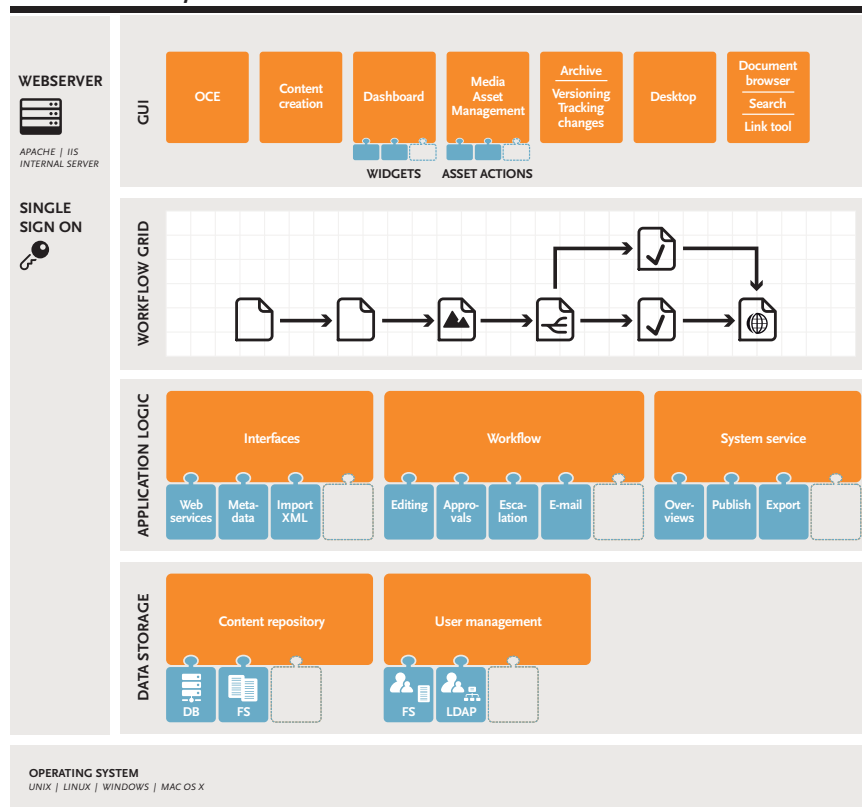 WEBSERVER
APACHE | IIS
INTERNAL SERVER
SINGLE
SIGN ON
GUI
OCE
Content
creation
Dashboard
Media
Asset
Management
Archive
Versioning
Tracking
changes
Desktop
Document
browser
Search
Link tool
WIDGETS
ASSET ACTIONS
WORKFLOW GRID
APPLICATION LOGIC
Interfaces
Web
services
Meta-
data
Import
XML
Workflow
Editing
Appro-
vals
Esca-
lation
E-mail
System service
Over-
views
Publish
Export
DATA STORAGE
Content repository
DB
FS
User management
FS
LDAP
OPERATING SYSTEM
UNIX | LINUX | WINDOWS | MAC OS X